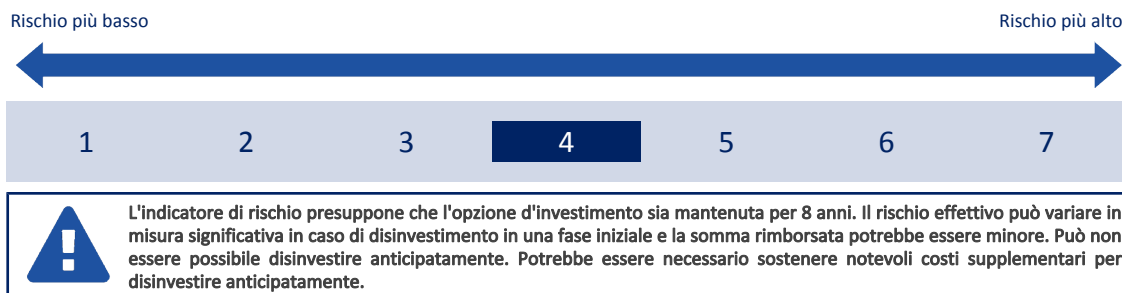 Rischio più basso
Rischio più alto
1 2 3 4 5 6 7
L'indicatore di rischio presuppone che l'opzione d'investimento sia mantenuta per 8 anni. Il rischio effettivo può variare in
misura significativa in caso di disinvestimento in una fase iniziale e la somma rimborsata potrebbe essere minore. Può non
essere possibile disinvestire anticipatamente. Potrebbe essere necessario sostenere notevoli costi supplementari per
disinvestire anticipatamente.